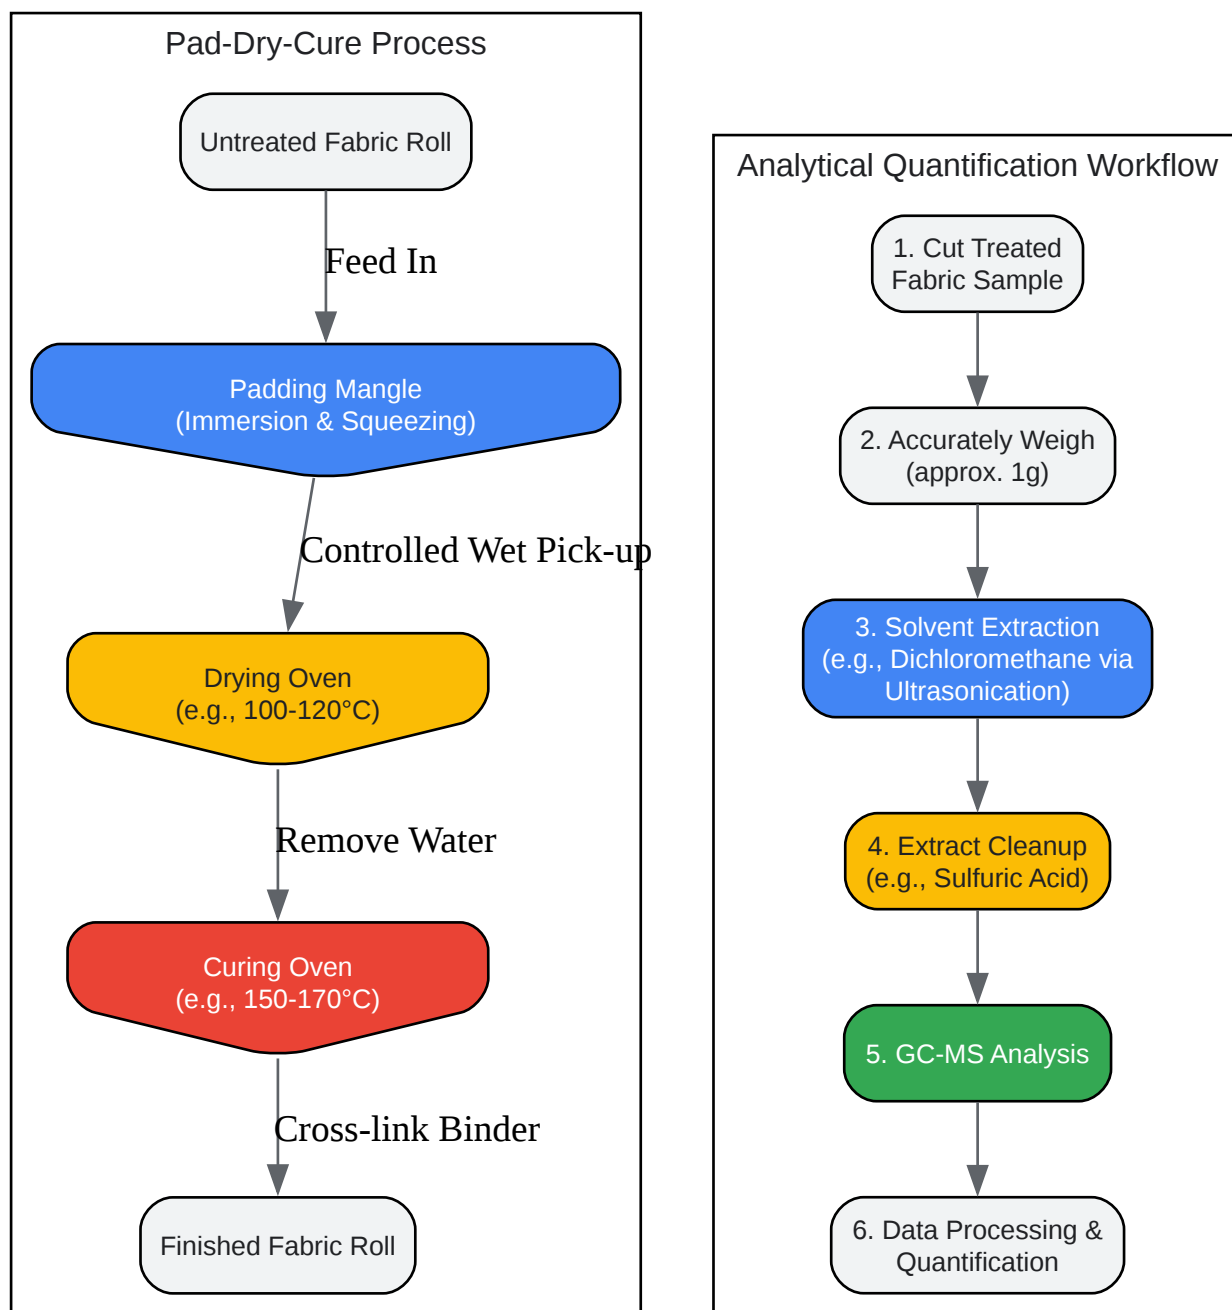 Pad-Dry-Cure Process
Untreated Fabric Roll
Feed In
Padding Mangle
(Immersion & Squeezing)
Controlled Wet Pick-up
Drying Oven
(e.g., 100-120°C)
Remove Water
Curing Oven
(e.g., 150-170°C)
Cross-link Binder
Finished Fabric Roll
Analytical Quantification Workflow
1. Cut Treated
Fabric Sample
2. Accurately Weigh
(approx. 1g)
3. Solvent Extraction
(e.g., Dichloromethane via
Ultrasonication)
4. Extract Cleanup
(e.g., Sulfuric Acid)
5. GC-MS Analysis
6. Data Processing &
Quantification